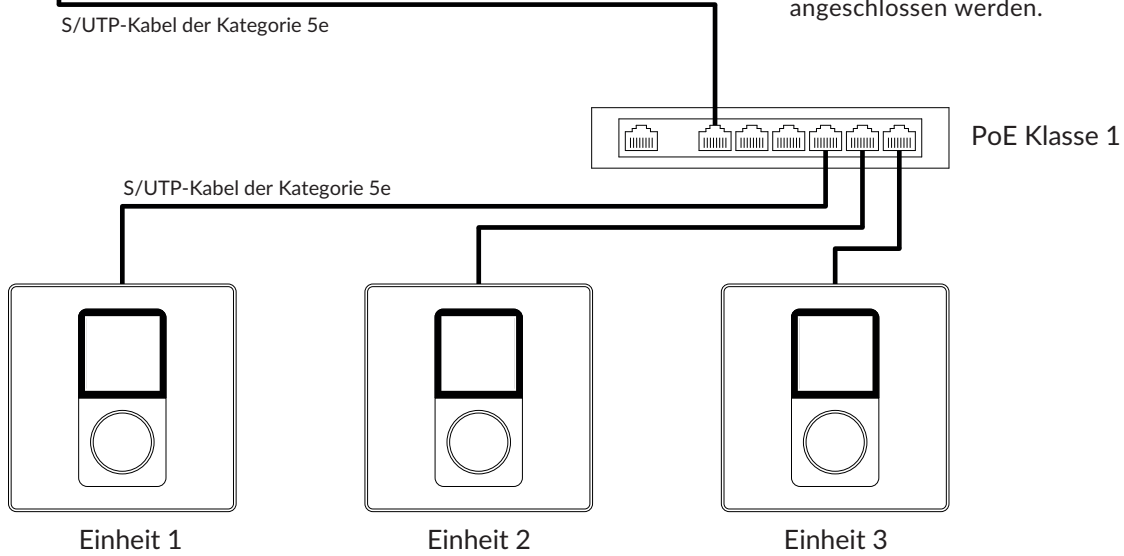 angeschlossen werden.
S/UTP-Kabel der Kategorie 5e
PoE Klasse 1
S/UTP-Kabel der Kategorie 5e
Einheit 1
Einheit 2
Einheit 3